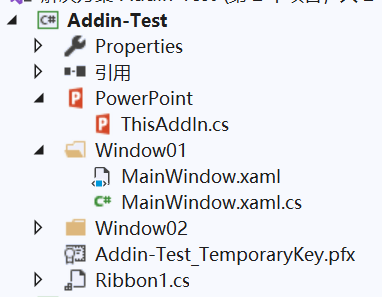 Addin-Test
Properties
引用
PowerPoint
ThisAddIn.cs
Window01
MainWindow.xaml
MainWindow.xaml.cs
Window02
Addin-Test_TemporaryKey.pfx
Ribbon1.cs